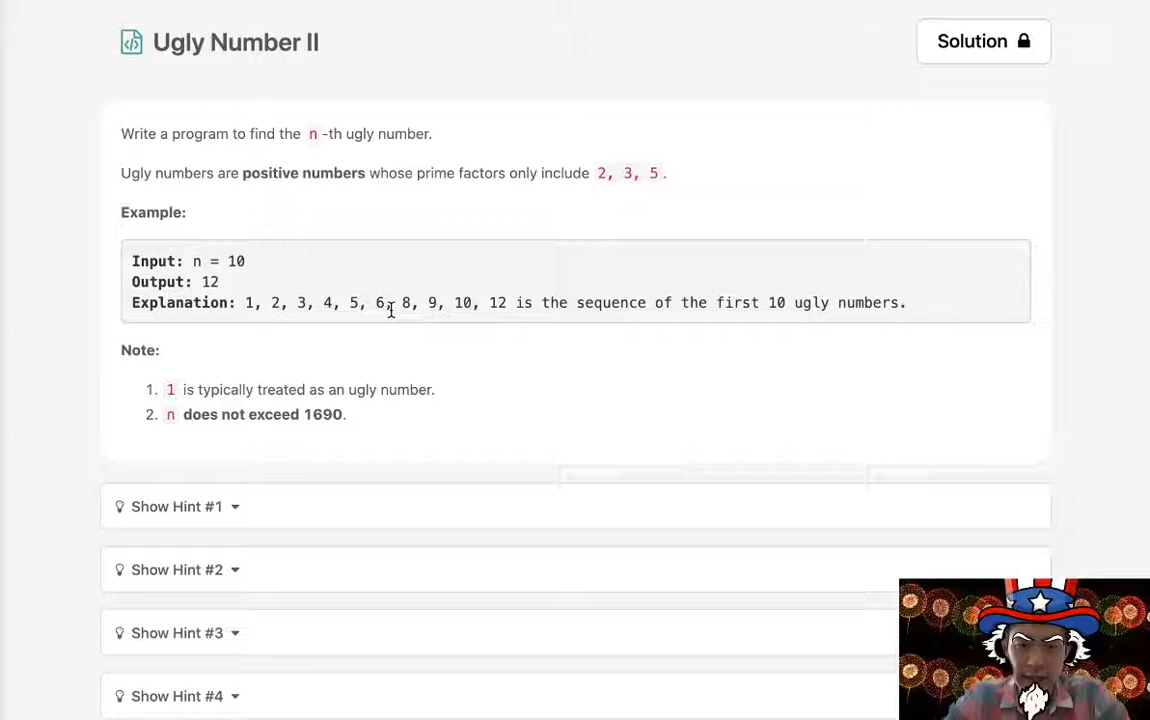 Ugly Number II
Solution
Write a program to find the n -th ugly number.
Ugly numbers are positive numbers whose prime factors only include 2, 3, 5.
Example:
Input: n = 10
Output: 12
Explanation: 1, 2, 3, 4, 5, 6, 8, 9, 10, 12 is the sequence of the first 10 ugly numbers.
Note:
1. 1 is typically treated as an ugly number.
2. n does not exceed 1690.
Show Hint #1
Show Hint #2
Show Hint #3
Show Hint #4